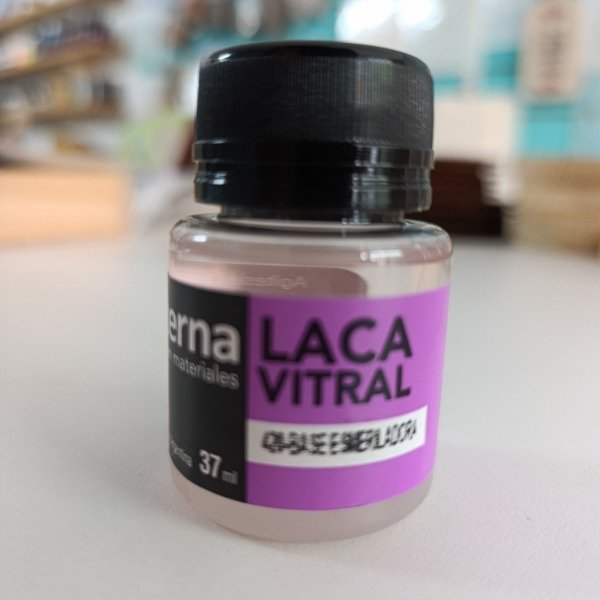 erna
materiales
37 ml
LACA
VITRAL